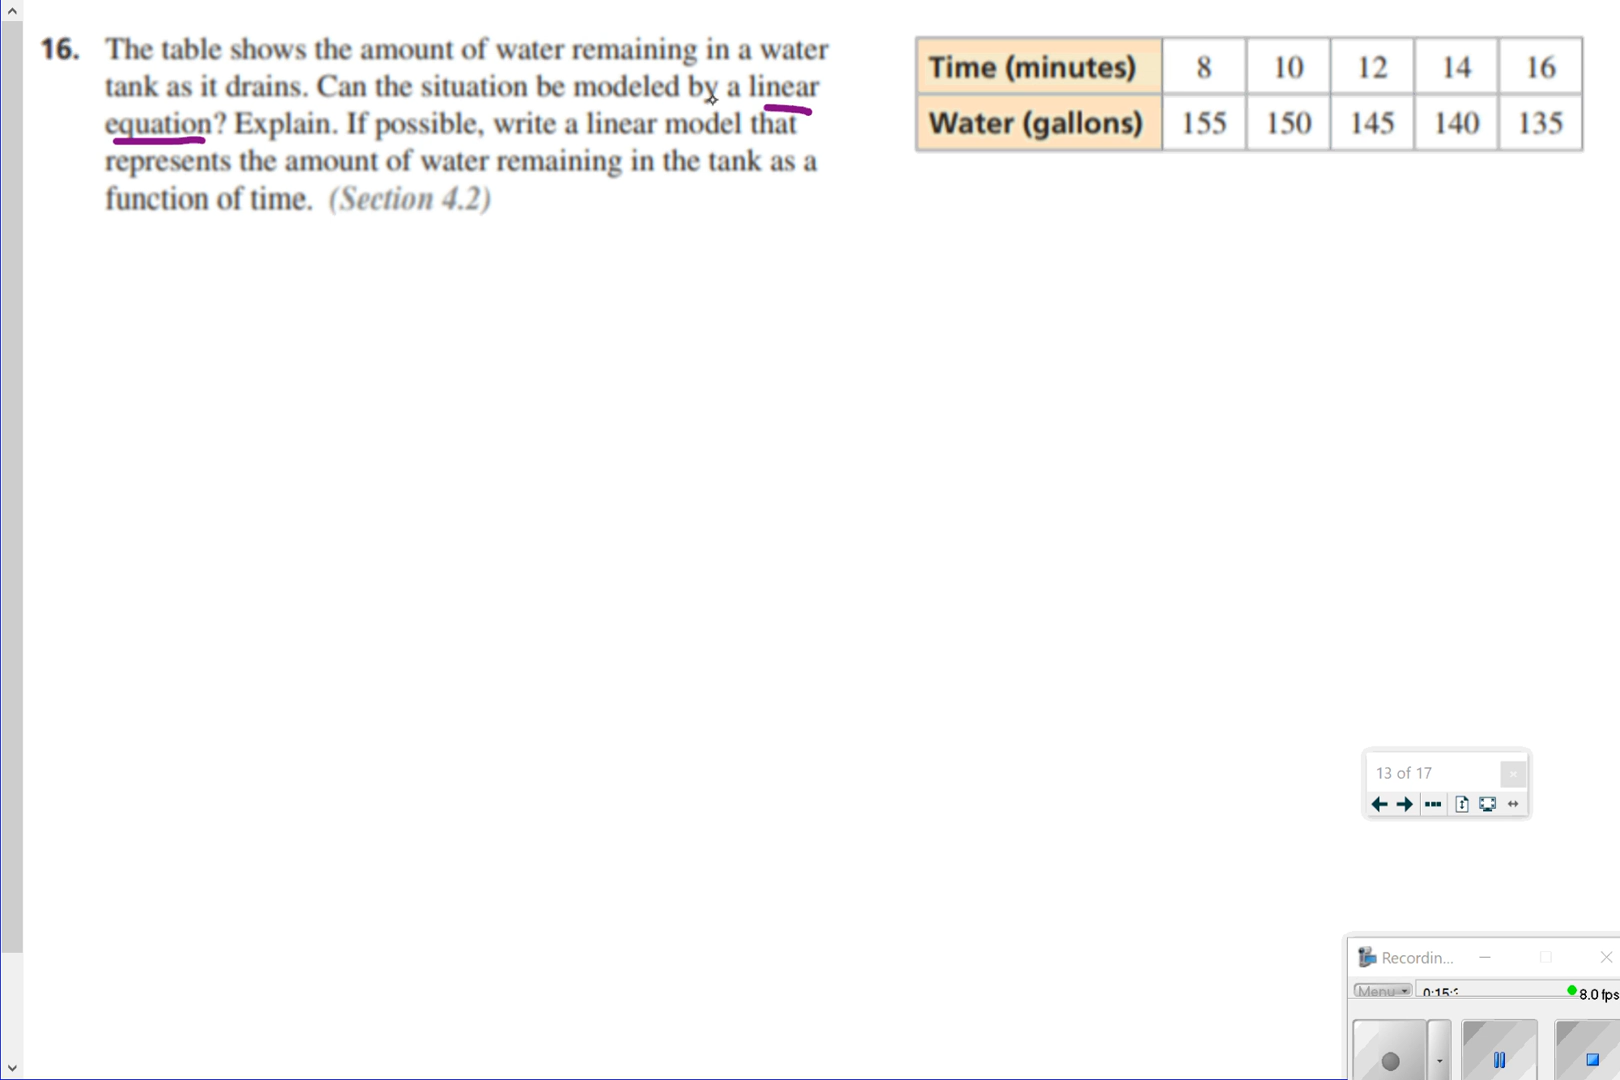 16. The table shows the amount of water remaining in a water
tank as it drains. Can the situation be modeled by a linear
equation? Explain. If possible, write a linear model that
represents the amount of water remaining in the tank as a
function of time. (Section 4.2)
Time (minutes) 8 10 12 14 16
Water (gallons) 155 150 145 140 135
13 of 17
Recordin...
Menu 8.0 fps